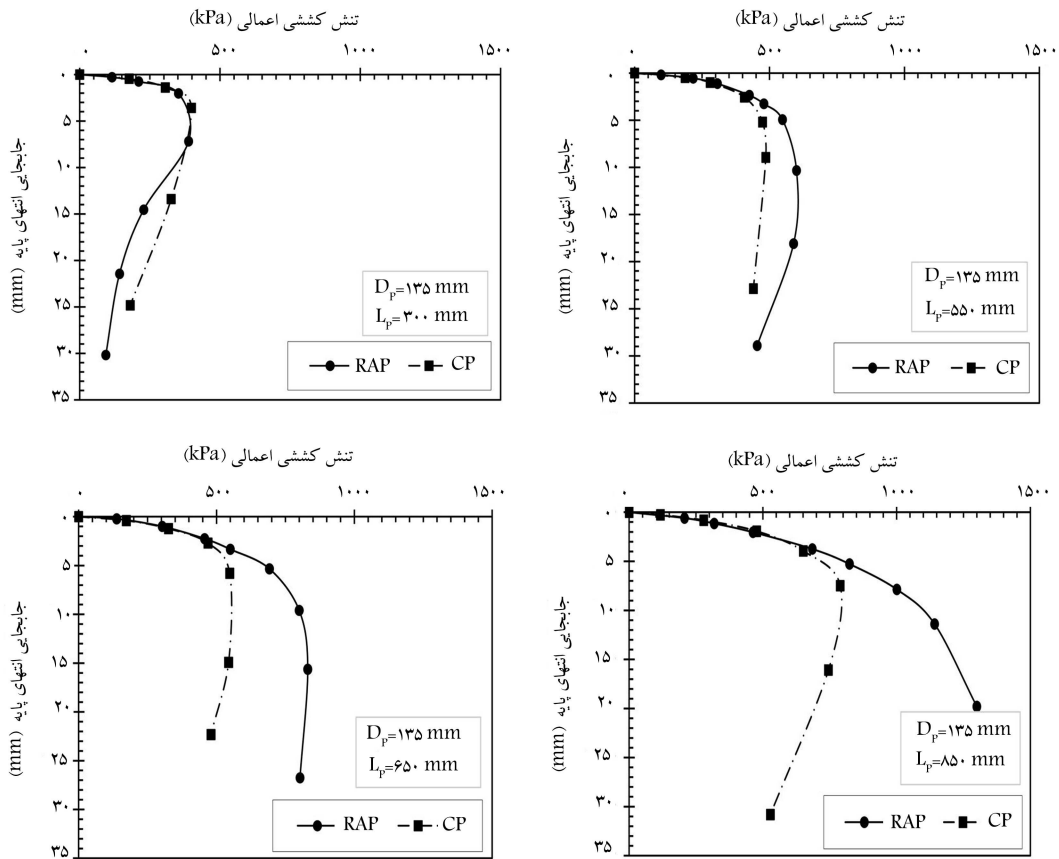 تنش کششی اعمالی (kPa)
۰ ۵۰۰ ۱۰۰۰ ۱۵۰۰
۰
۵
۱۰
۱۵
۲۰
۲۵
۳۰
۳۵
جابجایی انتهای پایه (mm)
D_P=۱۳۵ mm
L_P=۳۰۰ mm
RAP CP
تنش کششی اعمالی (kPa)
۰ ۵۰۰ ۱۰۰۰ ۱۵۰۰
۰
۵
۱۰
۱۵
۲۰
۲۵
۳۰
۳۵
جابجایی انتهای پایه (mm)
D_P=۱۳۵ mm
L_P=۵۵۰ mm
RAP CP
تنش کششی اعمالی (kPa)
۰ ۵۰۰ ۱۰۰۰ ۱۵۰۰
۰
۵
۱۰
۱۵
۲۰
۲۵
۳۰
۳۵
جابجایی انتهای پایه (mm)
D_P=۱۳۵ mm
L_P=۶۵۰ mm
RAP CP
تنش کششی اعمالی (kPa)
۰ ۵۰۰ ۱۰۰۰ ۱۵۰۰
۰
۵
۱۰
۱۵
۲۰
۲۵
۳۰
۳۵
جابجایی انتهای پایه (mm)
D_P=۱۳۵ mm
L_P=۸۵۰ mm
RAP CP